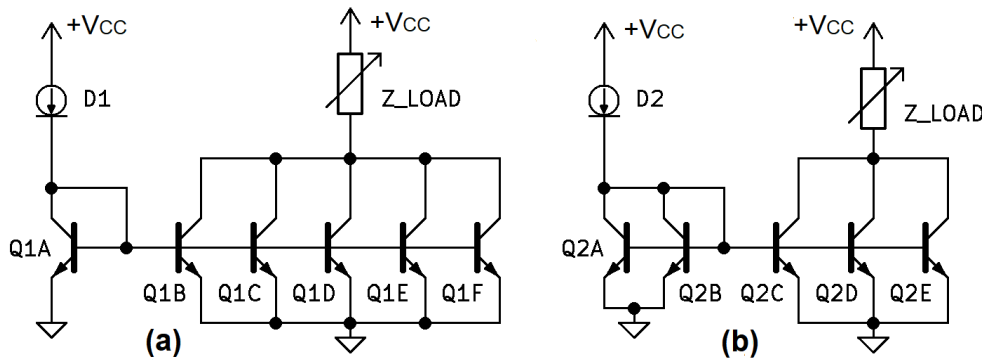 +VCC
D1
Q1A
+VCC
Z_LOAD
Q1B Q1C Q1D Q1E Q1F
(a)
+VCC
D2
Q2A
Q2B
+VCC
Z_LOAD
Q2C Q2D Q2E
(b)